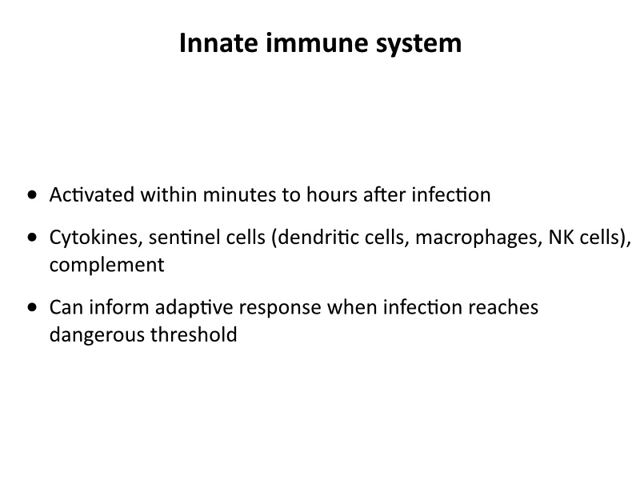 Innate immune system
• Activated within minutes to hours after infection
• Cytokines, sentinel cells (dendritic cells, macrophages, NK cells),
complement
• Can inform adaptive response when infection reaches
dangerous threshold